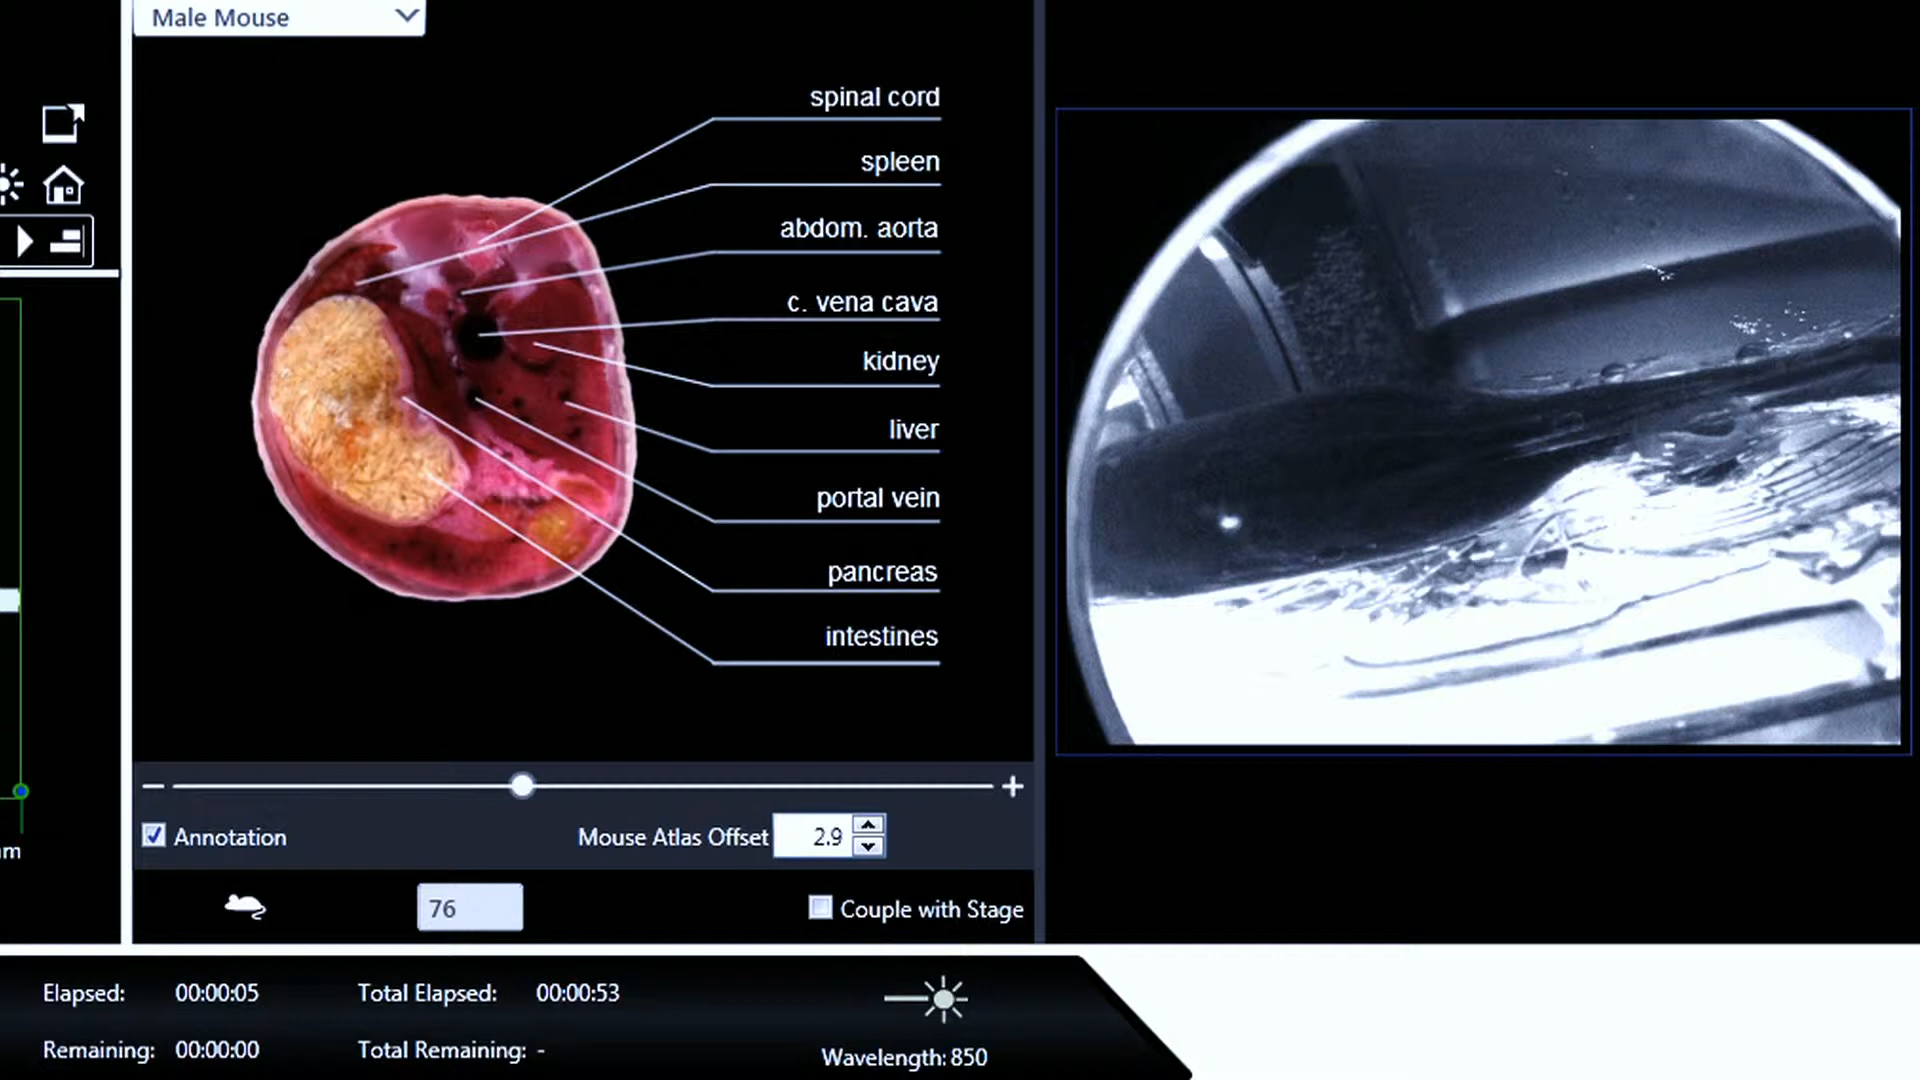 Male Mouse
spinal cord
spleen
abdom. aorta
c. vena cava
kidney
liver
portal vein
pancreas
intestines
Annotation
Mouse Atlas Offset 2.9
76
Couple with Stage
Elapsed: 00:00:05 Total Elapsed: 00:00:53
Remaining: 00:00:00 Total Remaining: -
Wavelength: 850